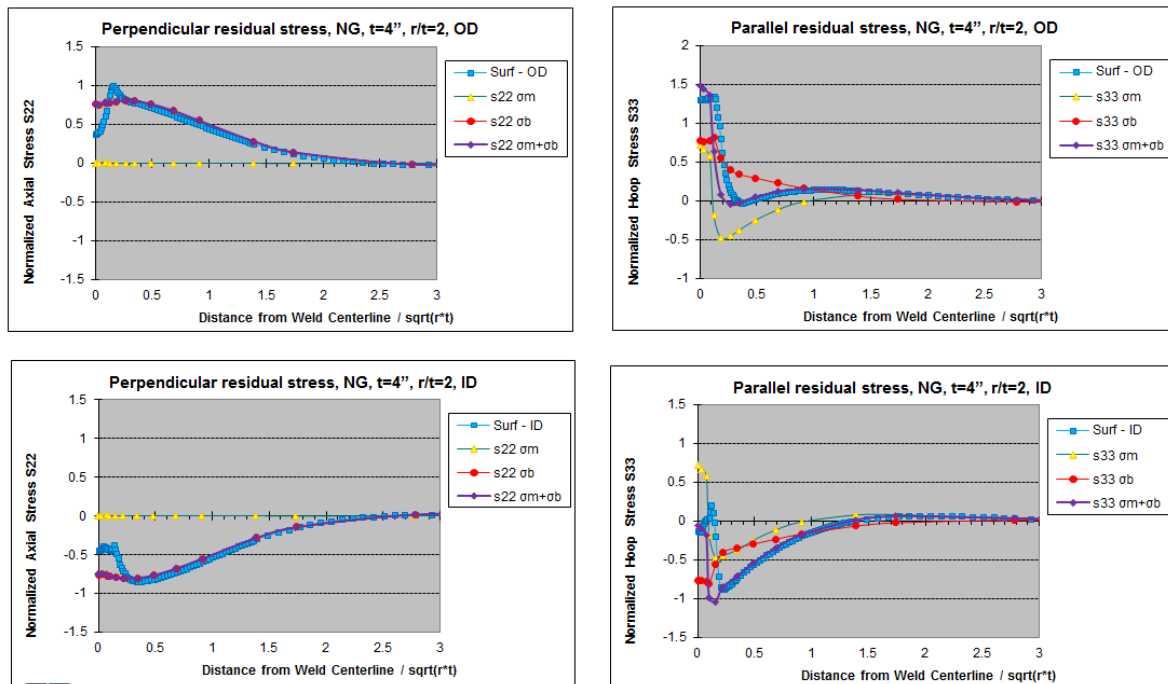 Perpendicular residual stress, NG, t=4”, r/t=2, OD
Normalized Axial Stress S22
1.5
1
0.5
0
-0.5
-1
-1.5
0 0.5 1 1.5 2 2.5 3
Distance from Weld Centerline / sqrt(r*t)
Surf - OD
s22 σm
s22 σb
s22 σm+σb
Parallel residual stress, NG, t=4”, r/t=2, OD
Normalized Hoop Stress S33
2
1.5
1
0.5
0
-0.5
-1
0 0.5 1 1.5 2 2.5 3
Distance from Weld Centerline / sqrt(r*t)
Surf - OD
s33 σm
s33 σb
s33 σm+σb
Perpendicular residual stress, NG, t=4”, r/t=2, ID
Normalized Axial Stress S22
1.5
1
0.5
0
-0.5
-1
-1.5
0 0.5 1 1.5 2 2.5 3
Distance from Weld Centerline / sqrt(r*t)
Surf - ID
s22 σm
s22 σb
s22 σm+σb
Parallel residual stress, NG, t=4”, r/t=2, ID
Normalized Hoop Stress S33
1.5
1
0.5
0
-0.5
-1
-1.5
0 0.5 1 1.5 2 2.5 3
Distance from Weld Centerline / sqrt(r*t)
Surf - ID
s33 σm
s33 σb
s33 σm+σb